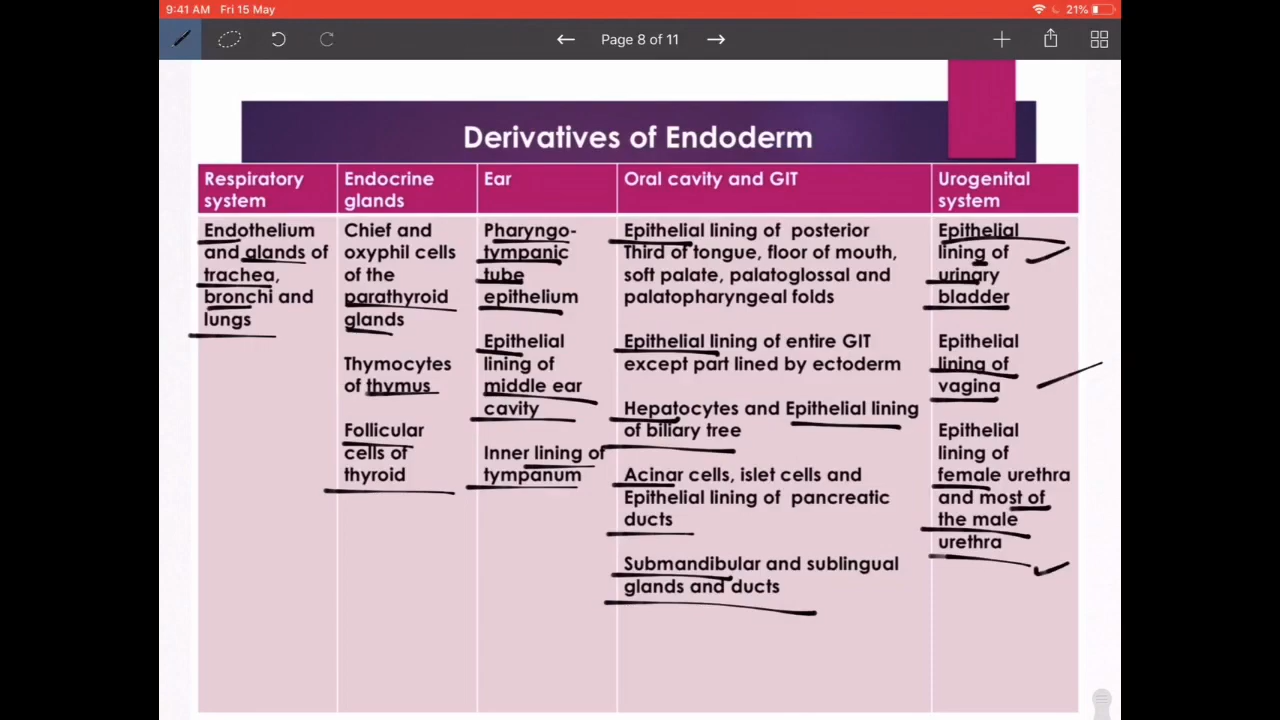 9:41 AM Fri 15 May
21%
Page 8 of 11
Derivatives of Endoderm
Respiratory
system
Endothelium
and glands of
trachea,
bronchi and
lungs
Endocrine
glands
Chief and
oxyphil cells
of the
parathyroid
glands
Thymocytes
of thymus
Follicular
cells of
thyroid
Ear
Pharyngo-
tympanic
tube
epithelium
Epithelial
lining of
middle ear
cavity
Inner lining of
tympanum
Oral cavity and GIT
Epithelial lining of posterior
Third of tongue, floor of mouth,
soft palate, palatoglossal and
palatopharyngeal folds
Epithelial lining of entire GIT
except part lined by ectoderm
Hepatocytes and Epithelial lining
of biliary tree
Acinar cells, islet cells and
Epithelial lining of pancreatic
ducts
Submandibular and sublingual
glands and ducts
Urogenital
system
Epithelial
lining of
urinary
bladder
Epithelial
lining of
vagina
Epithelial
lining of
female urethra
and most of
the male
urethra